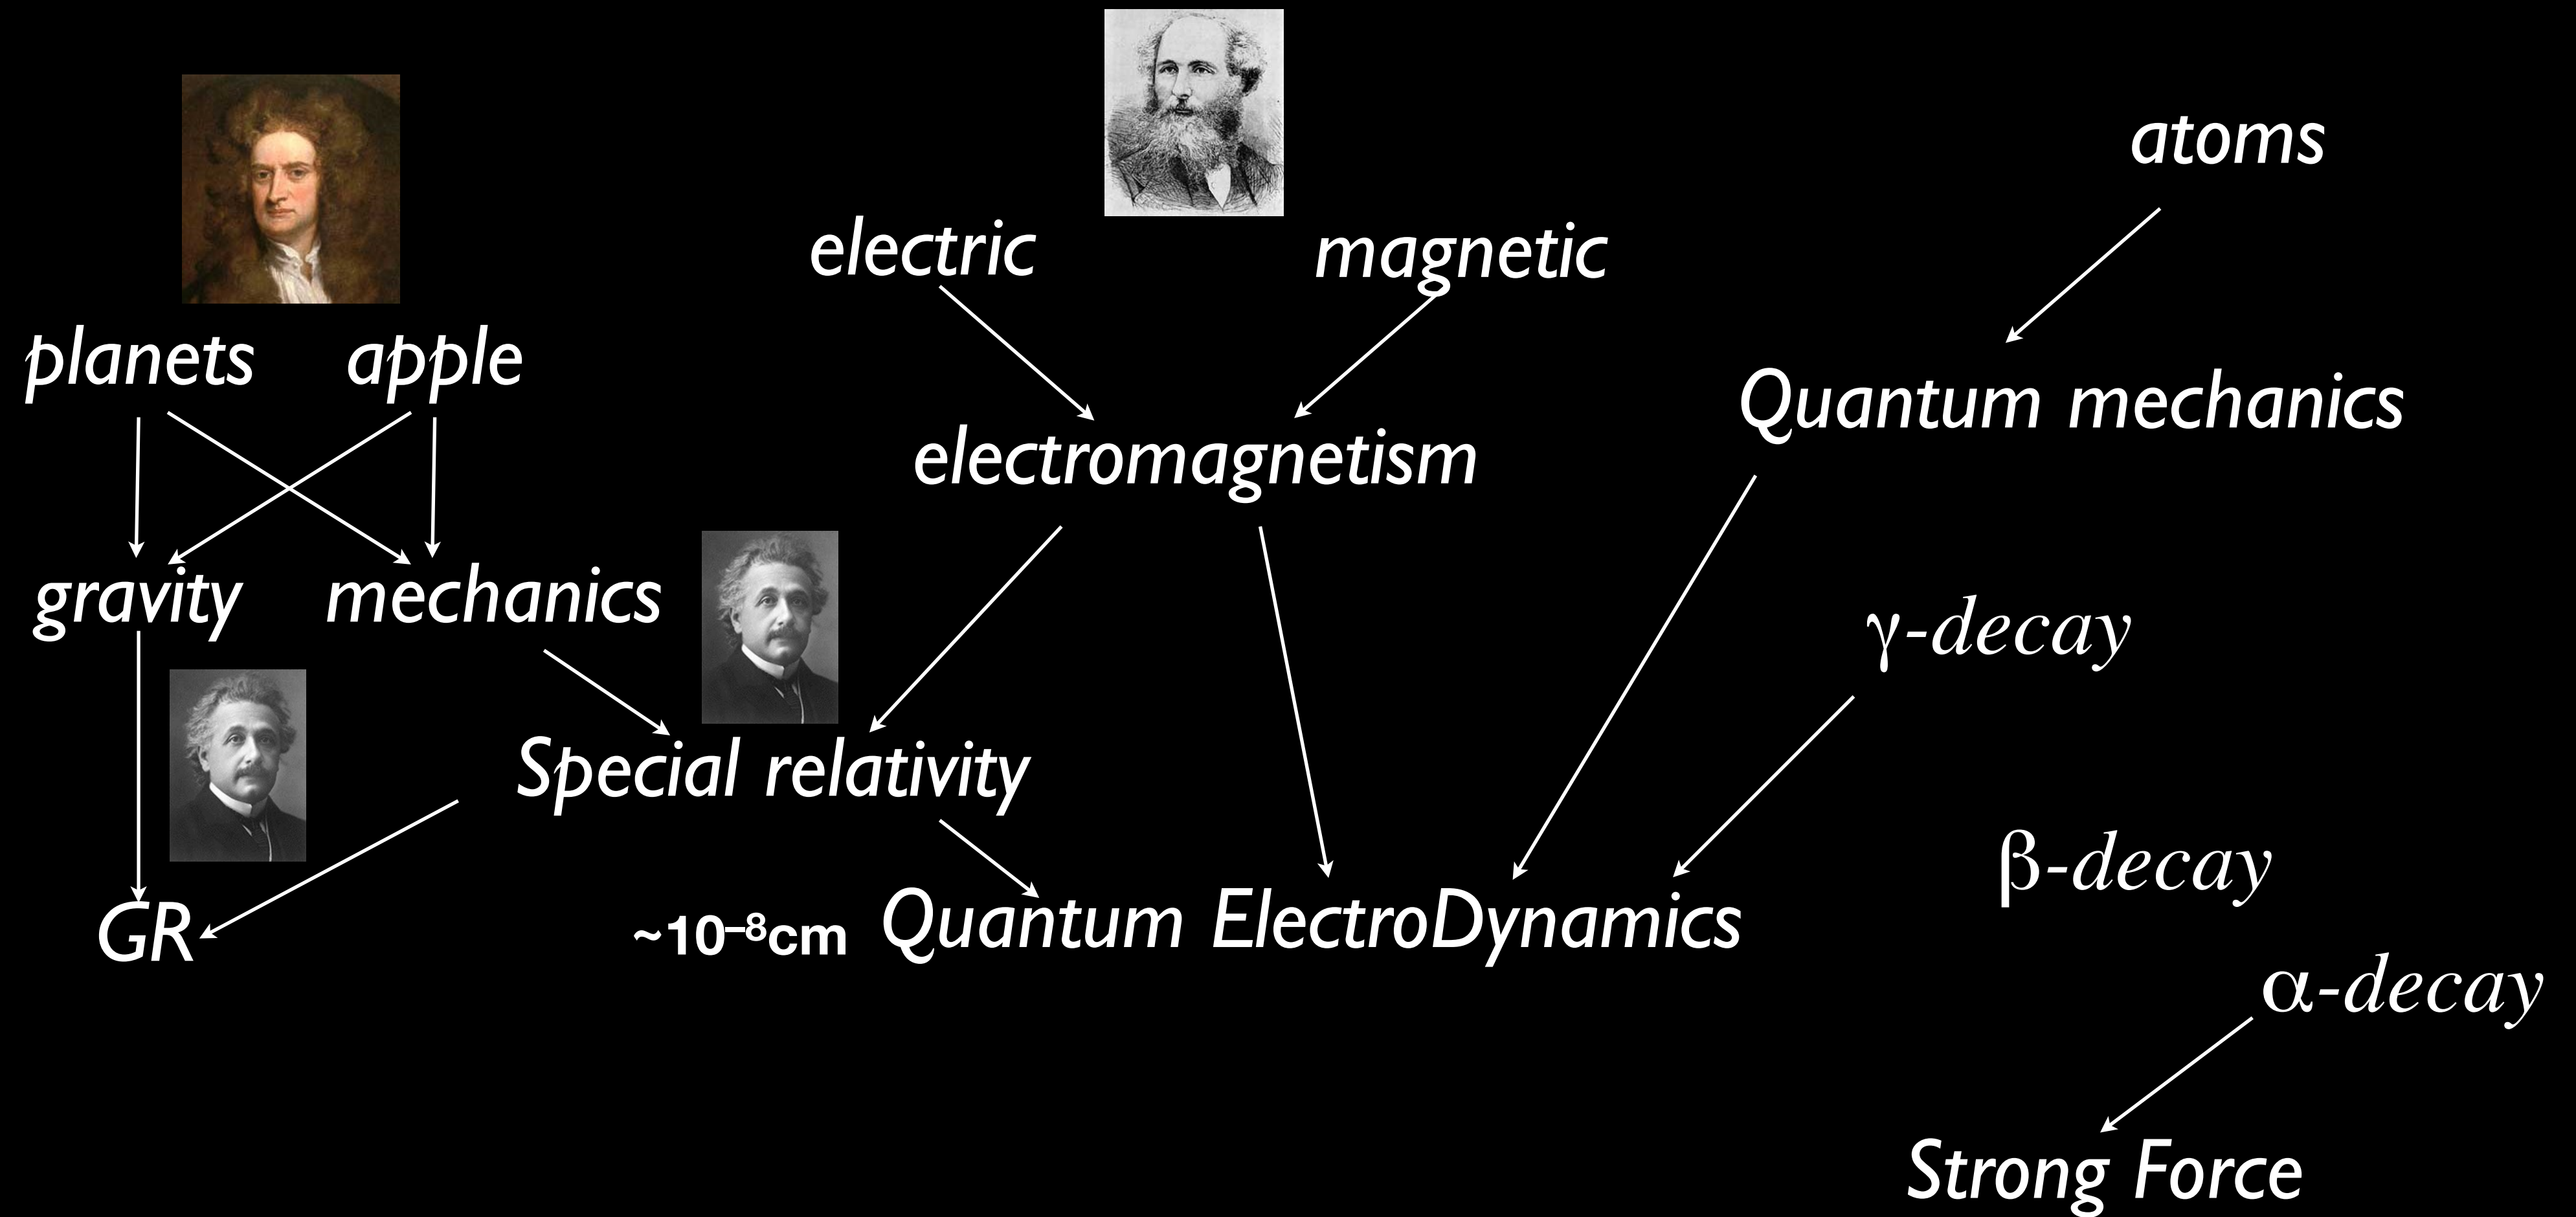 atoms
electric magnetic
planets apple
Quantum mechanics
electromagnetism
gravity mechanics
γ-decay
Special relativity
β-decay
GR
~10⁻⁸cm Quantum ElectroDynamics
α-decay
Strong Force